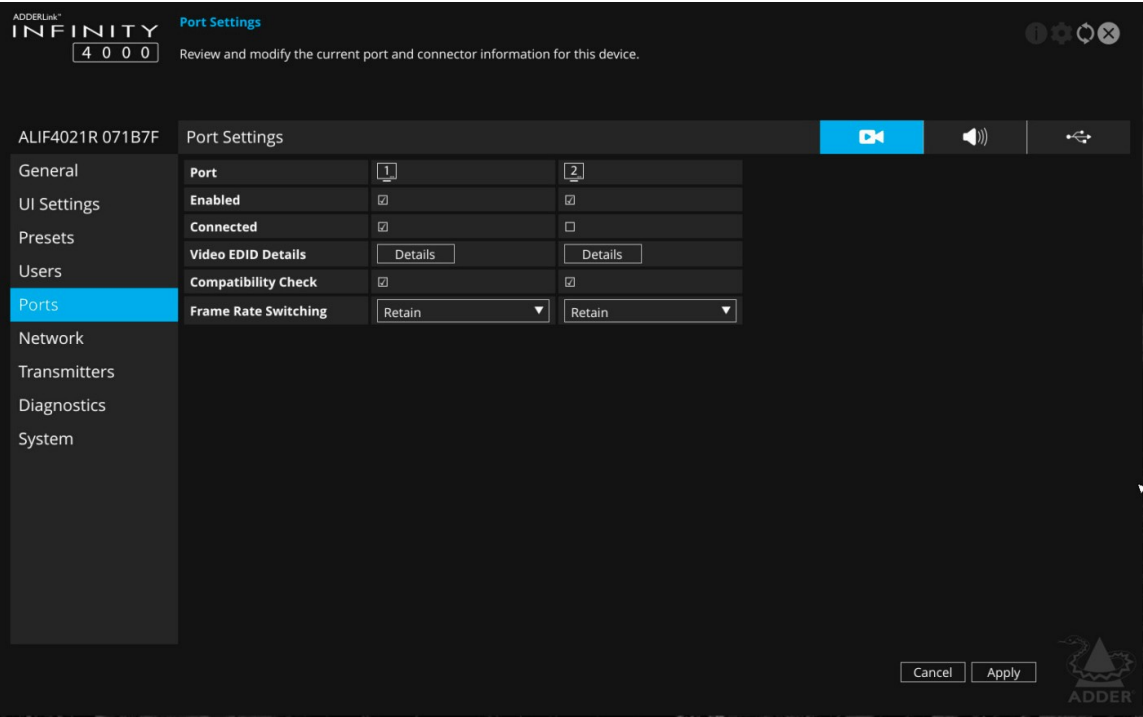 ADDERLink™
INFINITY
4000
Port Settings
Review and modify the current port and connector information for this device.
ALIF4021R 071B7F
Port Settings
General
UI Settings
Presets
Users
Ports
Network
Transmitters
Diagnostics
System
Port 1 2
Enabled
Connected
Video EDID Details Details Details
Compatibility Check
Frame Rate Switching Retain Retain
Cancel Apply
ADDER